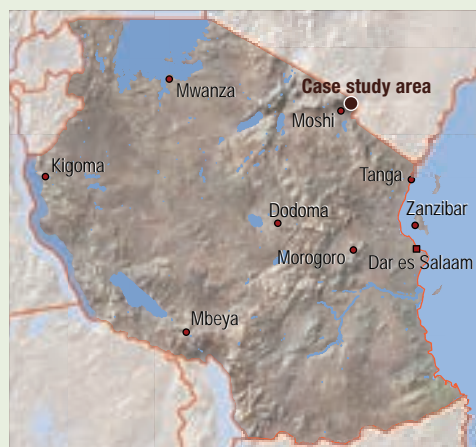 Mwanza
Case study area
Moshi
Kigoma
Tanga
Dodoma
Zanzibar
Morogoro
Dar es Salaam
Mbeya